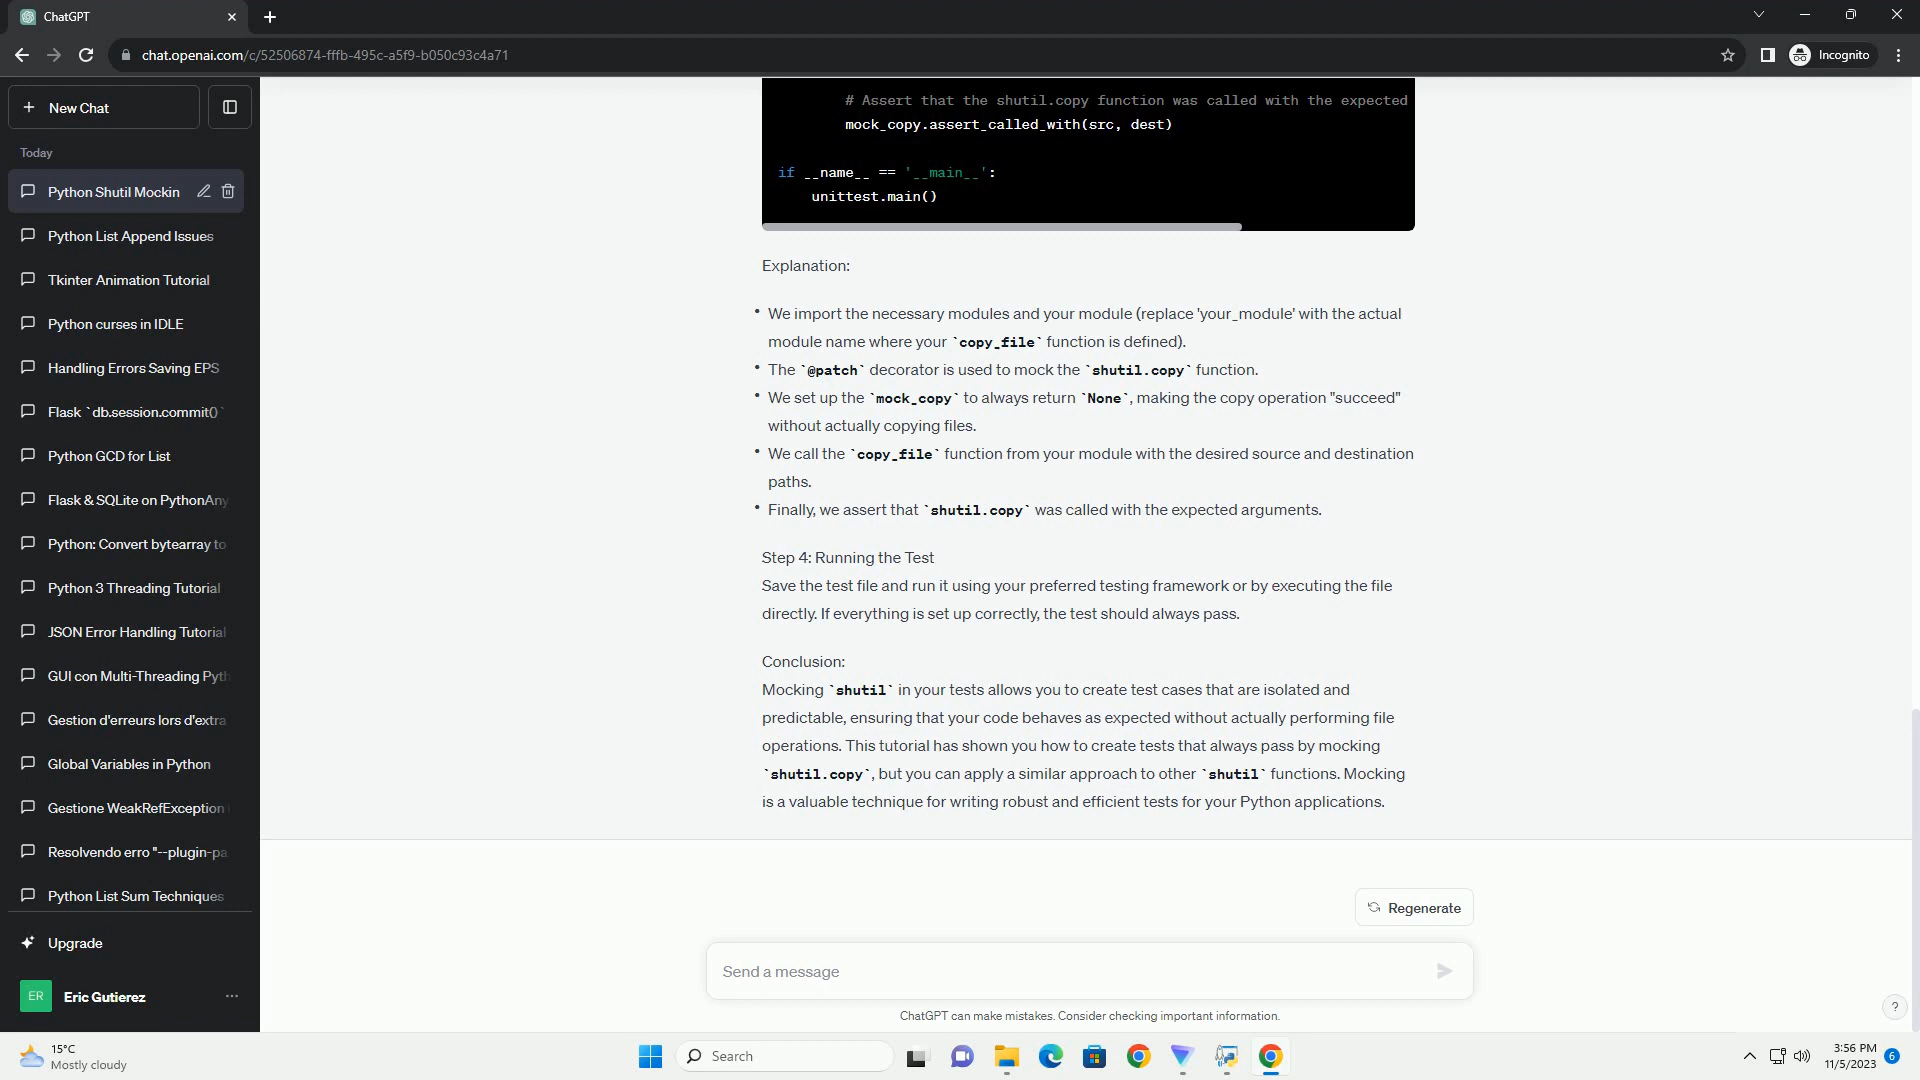 ChatGPT
chat.openai.com/c/52506874-fffb-495c-a5f9-b050c93c4a71
Incognito
New Chat
Today
Python Shutil Mockin
Python List Append Issues
Tkinter Animation Tutorial
Python curses in IDLE
Handling Errors Saving EPS
Flask `db.session.commit()`
Python GCD for List
Flask & SQLite on PythonAny
Python: Convert bytearray to
Python 3 Threading Tutorial
JSON Error Handling Tutorial
GUI con Multi-Threading Pyth
Gestion d'erreurs lors d'extra
Global Variables in Python
Gestione WeakRefException
Resolvendo erro "--plugin-pa
Python List Sum Techniques
Upgrade
ER
Eric Gutierez
# Assert that the shutil.copy function was called with the expected
mock_copy.assert_called_with(src, dest)
if __name__ == '__main__':
unittest.main()
Explanation:
• We import the necessary modules and your module (replace 'your_module' with the actual
module name where your `copy_file` function is defined).
• The `@patch` decorator is used to mock the `shutil.copy` function.
• We set up the `mock_copy` to always return `None`, making the copy operation "succeed"
without actually copying files.
• We call the `copy_file` function from your module with the desired source and destination
paths.
• Finally, we assert that `shutil.copy` was called with the expected arguments.
Step 4: Running the Test
Save the test file and run it using your preferred testing framework or by executing the file
directly. If everything is set up correctly, the test should always pass.
Conclusion:
Mocking `shutil` in your tests allows you to create test cases that are isolated and
predictable, ensuring that your code behaves as expected without actually performing file
operations. This tutorial has shown you how to create tests that always pass by mocking
`shutil.copy`, but you can apply a similar approach to other `shutil` functions. Mocking
is a valuable technique for writing robust and efficient tests for your Python applications.
Regenerate
Send a message
ChatGPT can make mistakes. Consider checking important information.
?
15°C
Mostly cloudy
Search
3:56 PM
11/5/2023
6